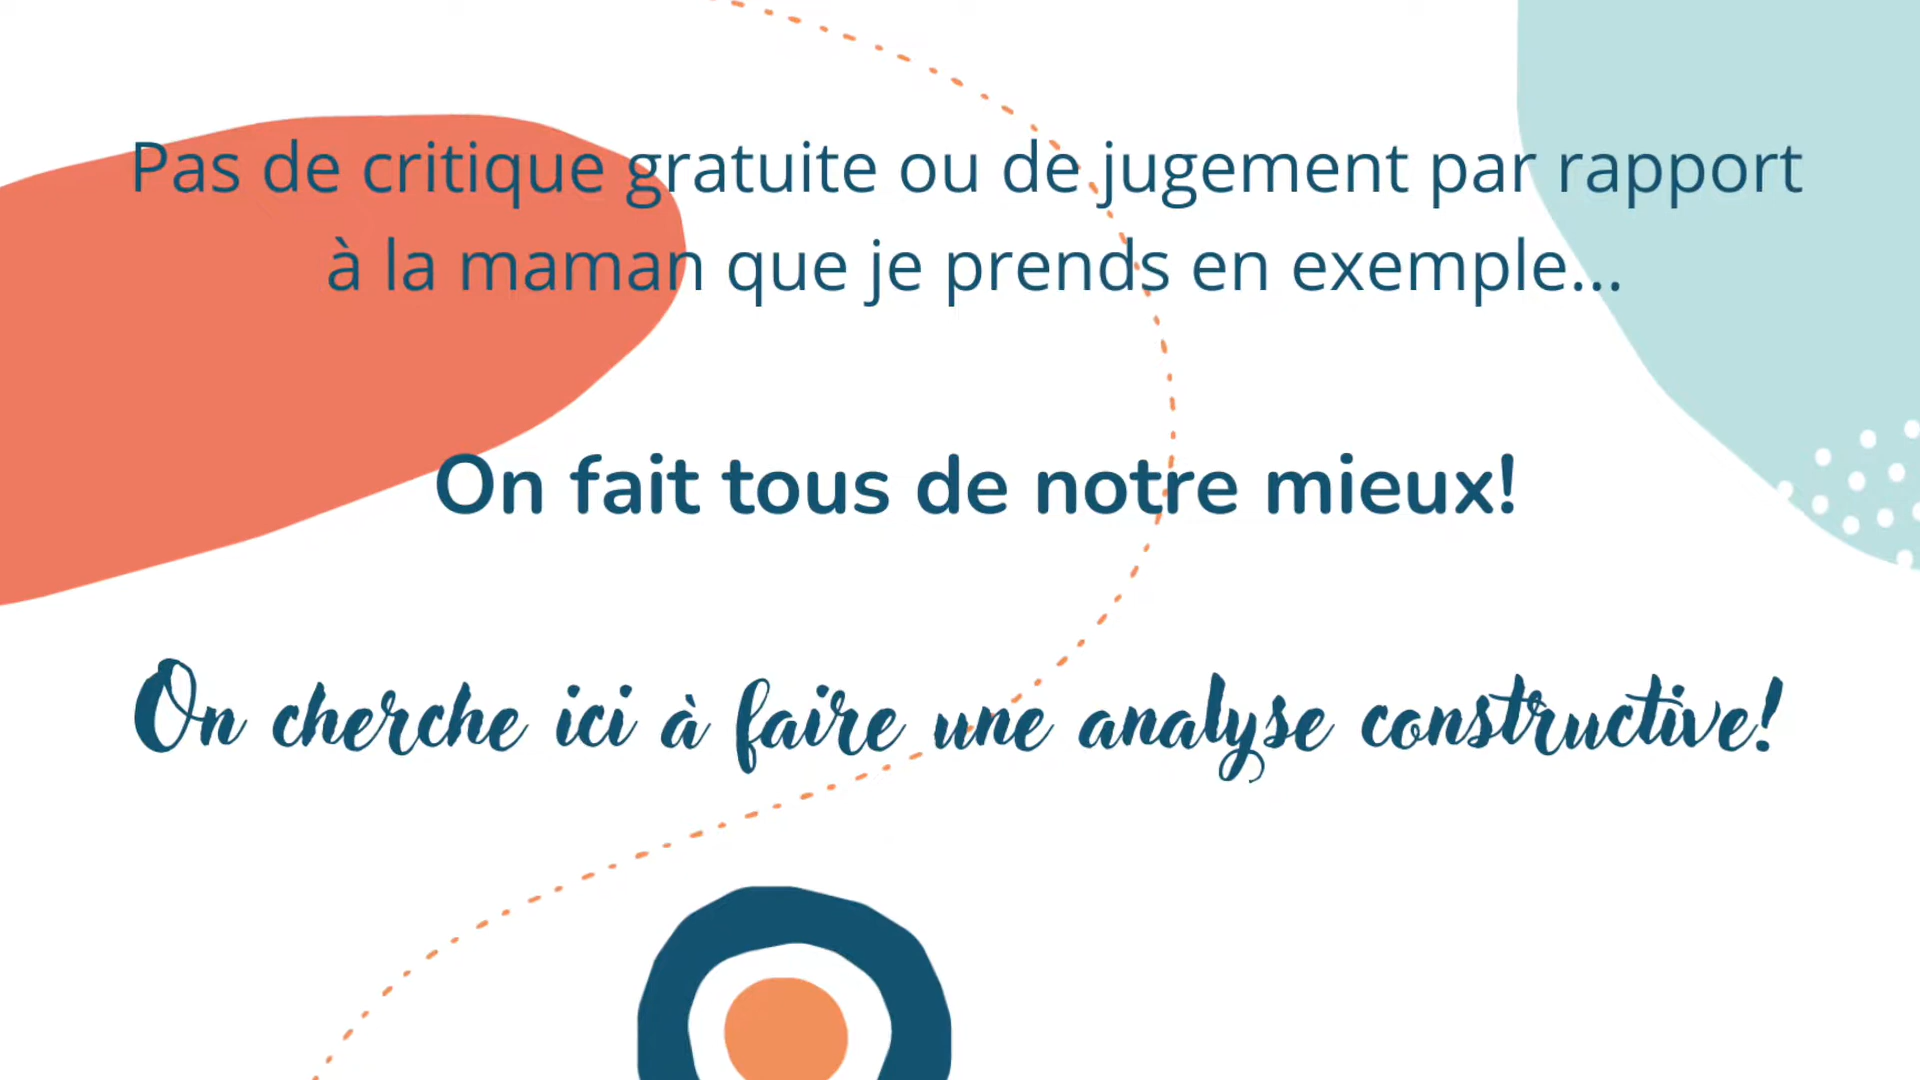 Pas de critique gratuite ou de jugement par rapport
à la maman que je prends en exemple...
On fait tous de notre mieux!
On cherche ici à faire une analyse constructive!